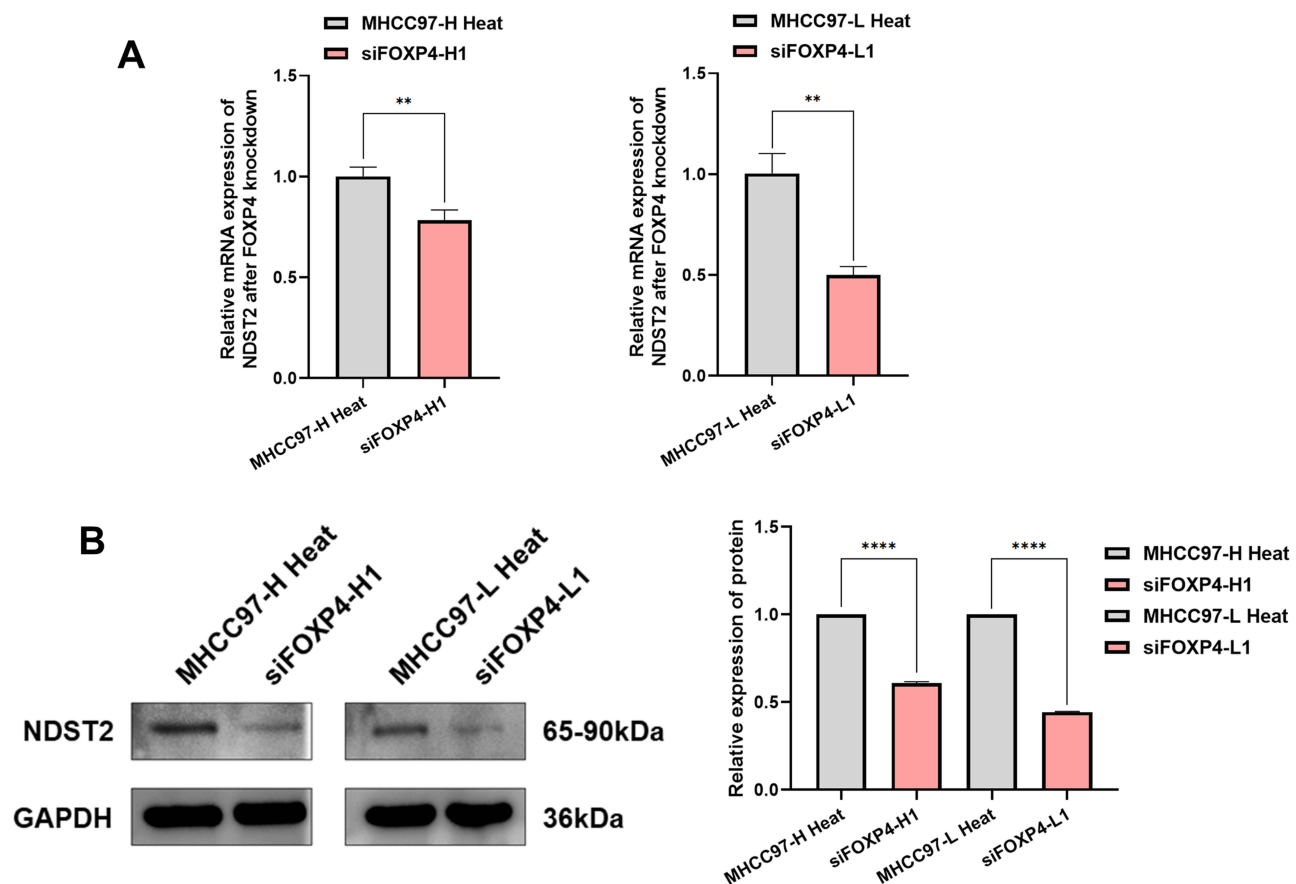 A
MHCC97-H Heat
siFOXP4-H1
Relative mRNA expression of
NDST2 after FOXP4 knockdown
1.5
1.0
0.5
0.0
**
MHCC97-H Heat
siFOXP4-H1
MHCC97-L Heat
siFOXP4-L1
Relative mRNA expression of
NDST2 after FOXP4 knockdown
1.5
1.0
0.5
0.0
**
MHCC97-L Heat
siFOXP4-L1
B
MHCC97-H Heat
siFOXP4-H1
MHCC97-L Heat
siFOXP4-L1
NDST2
65-90kDa
GAPDH
36kDa
Relative expression of protein
1.5
1.0
0.5
0.0
****
****
MHCC97-H Heat
siFOXP4-H1
MHCC97-L Heat
siFOXP4-L1
MHCC97-H Heat
siFOXP4-H1
MHCC97-L Heat
siFOXP4-L1